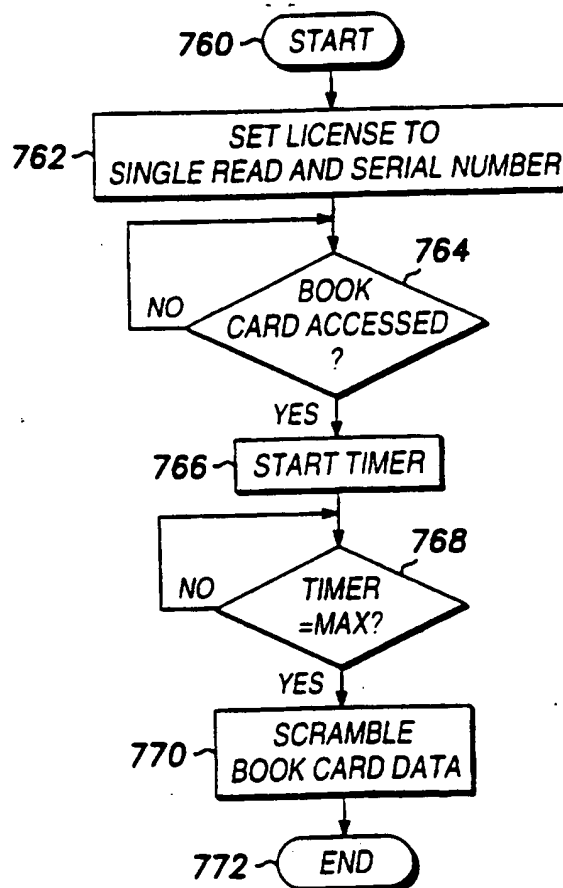 760
START
762
SET LICENSE TO
SINGLE READ AND SERIAL NUMBER
764
NO
BOOK
CARD ACCESSED
?
YES
766
START TIMER
768
NO
TIMER
=MAX?
YES
770
SCRAMBLE
BOOK CARD DATA
772
END